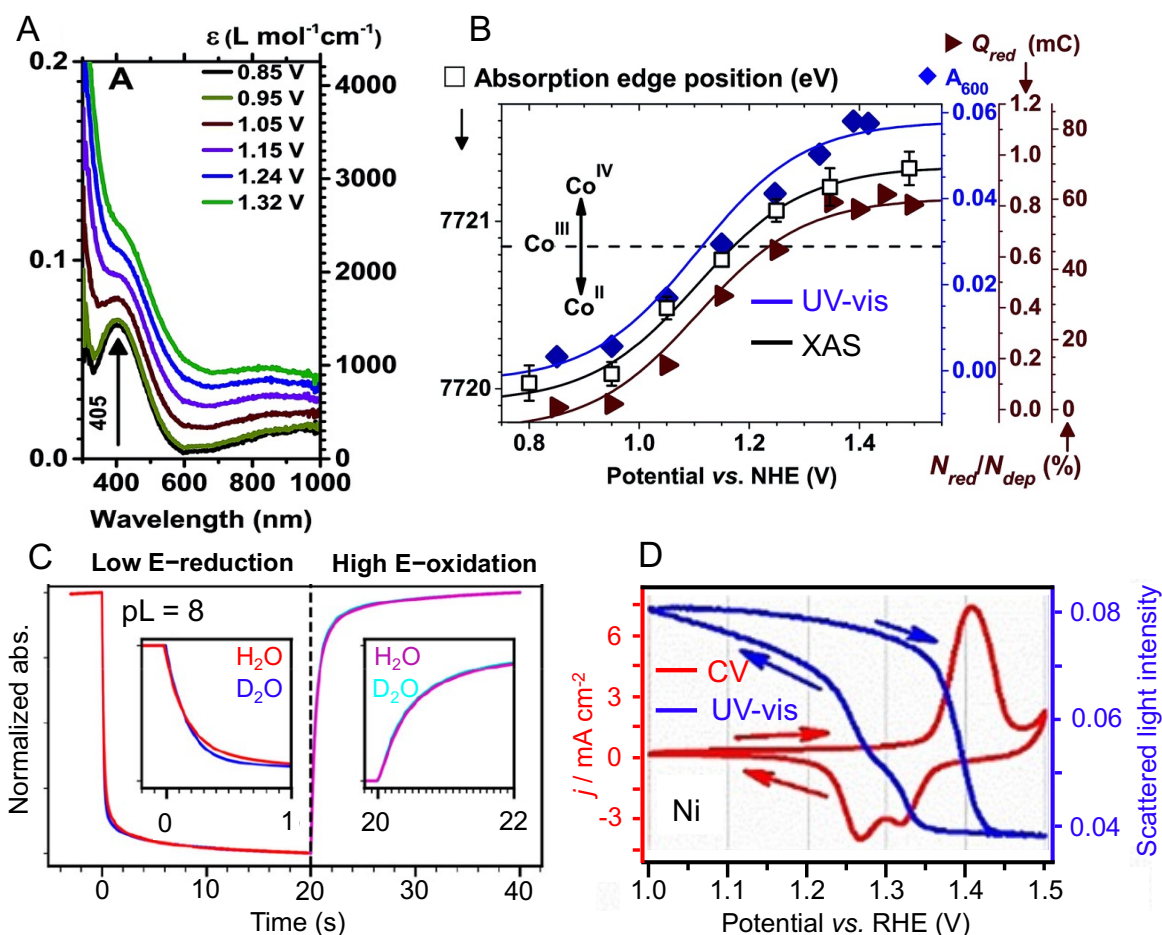 A
ε (L mol⁻¹cm⁻¹)
0.2
0.1
0.0
A
0.85 V
0.95 V
1.05 V
1.15 V
1.24 V
1.32 V
405
4000
3000
2000
1000
0
400 600 800 1000
Wavelength (nm)
B
Q_red (mC)
Absorption edge position (eV)
A₆₀₀
7721
7720
Co^IV
Co^III
Co^II
UV-vis
XAS
0.06
0.04
0.02
0.00
1.2
1.0
0.8
0.6
0.4
0.2
0.0
80
60
40
20
0
0.8 1.0 1.2 1.4
Potential vs. NHE (V)
N_red/N_dep (%)
C
Low E−reduction
High E−oxidation
Normalized abs.
pL = 8
H₂O
D₂O
0 1
H₂O
D₂O
20 22
0 10 20 30 40
Time (s)
D
j / mA cm⁻²
6
3
0
-3
CV
UV-vis
Ni
0.08
0.06
0.04
Scattered light intensity
1.0 1.1 1.2 1.3 1.4 1.5
Potential vs. RHE (V)